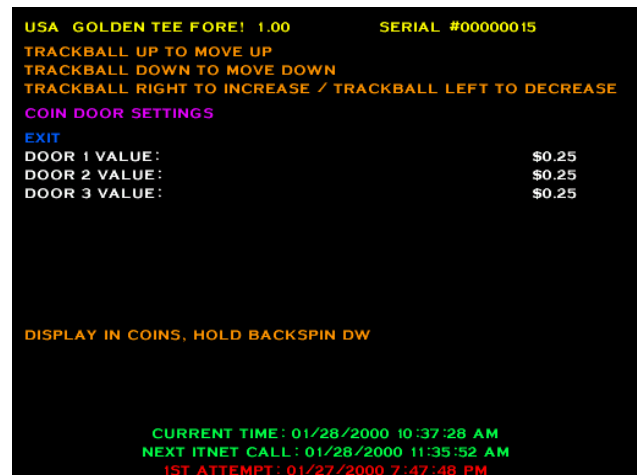 USA GOLDEN TEE FORE! 1.00 SERIAL #00000015
TRACKBALL UP TO MOVE UP
TRACKBALL DOWN TO MOVE DOWN
TRACKBALL RIGHT TO INCREASE / TRACKBALL LEFT TO DECREASE
COIN DOOR SETTINGS
EXIT
DOOR 1 VALUE: $0.25
DOOR 2 VALUE: $0.25
DOOR 3 VALUE: $0.25
DISPLAY IN COINS, HOLD BACKSPIN DW
CURRENT TIME: 01/28/2000 10:37:28 AM
NEXT ITNET CALL: 01/28/2000 11:35:52 AM
1ST ATTEMPT: 01/27/2000 7:47:48 PM